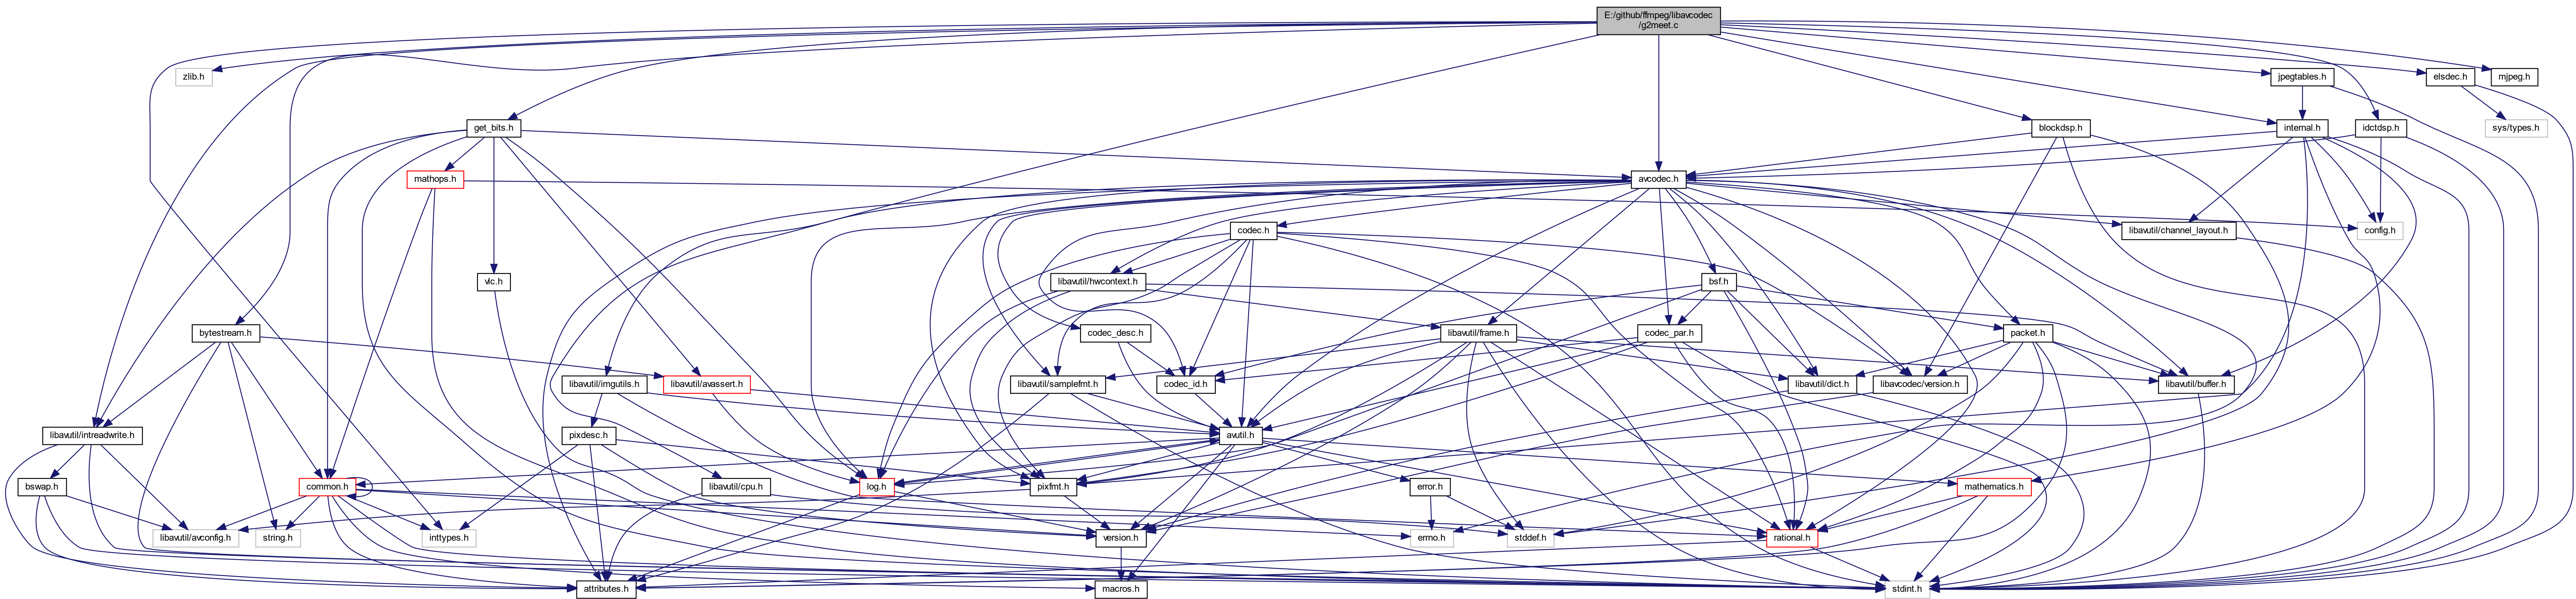 E:/github/ffmpeg/libavcodec
/g2meet.c
zlib.h
jpegtables.h
elsdec.h
mjpeg.h
get_bits.h
blockdsp.h
internal.h
idctdsp.h
sys/types.h
mathops.h
avcodec.h
codec.h
libavutil/channel_layout.h
config.h
vlc.h
libavutil/hwcontext.h
bsf.h
bytestream.h
codec_desc.h
libavutil/frame.h
codec_par.h
packet.h
libavutil/imgutils.h
libavutil/avassert.h
libavutil/samplefmt.h
codec_id.h
libavutil/dict.h
libavcodec/version.h
libavutil/buffer.h
libavutil/intreadwrite.h
pixdesc.h
avutil.h
bswap.h
common.h
libavutil/cpu.h
log.h
pixfmt.h
error.h
mathematics.h
libavutil/avconfig.h
string.h
inttypes.h
version.h
errno.h
stddef.h
rational.h
attributes.h
macros.h
stdint.h